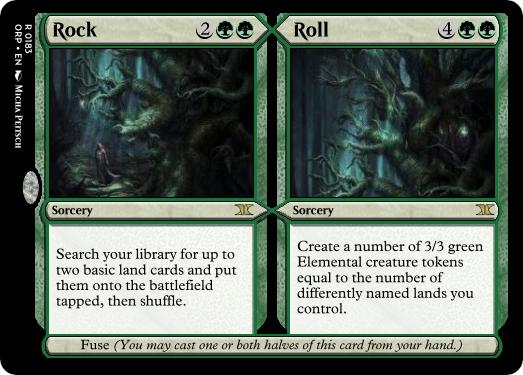 Rock 2
Sorcery
Search your library for up to
two basic land cards and put
them onto the battlefield
tapped, then shuffle.
Roll 4
Sorcery
Create a number of 3/3 green
Elemental creature tokens
equal to the number of
differently named lands you
control.
Fuse (You may cast one or both halves of this card from your hand.)
R 0183
ORP • EN Micha Peitsch